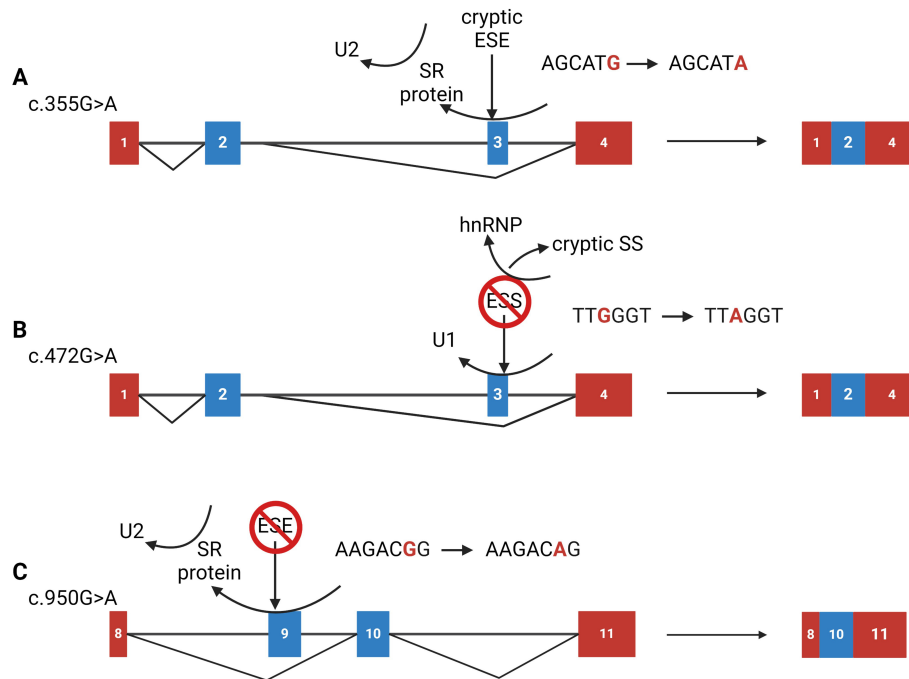 cryptic
ESE
U2
SR
protein
AGCATG AGCATA
A
c.355G>A
1 2 3 4 1 2 4
hnRNP
cryptic SS
ESS
TTGGGT TTAGGT
B
U1
c.472G>A
1 2 3 4 1 2 4
ESE
U2
SR
protein
AAGACGG AAGACAG
C
c.950G>A
8 9 10 11 8 10 11